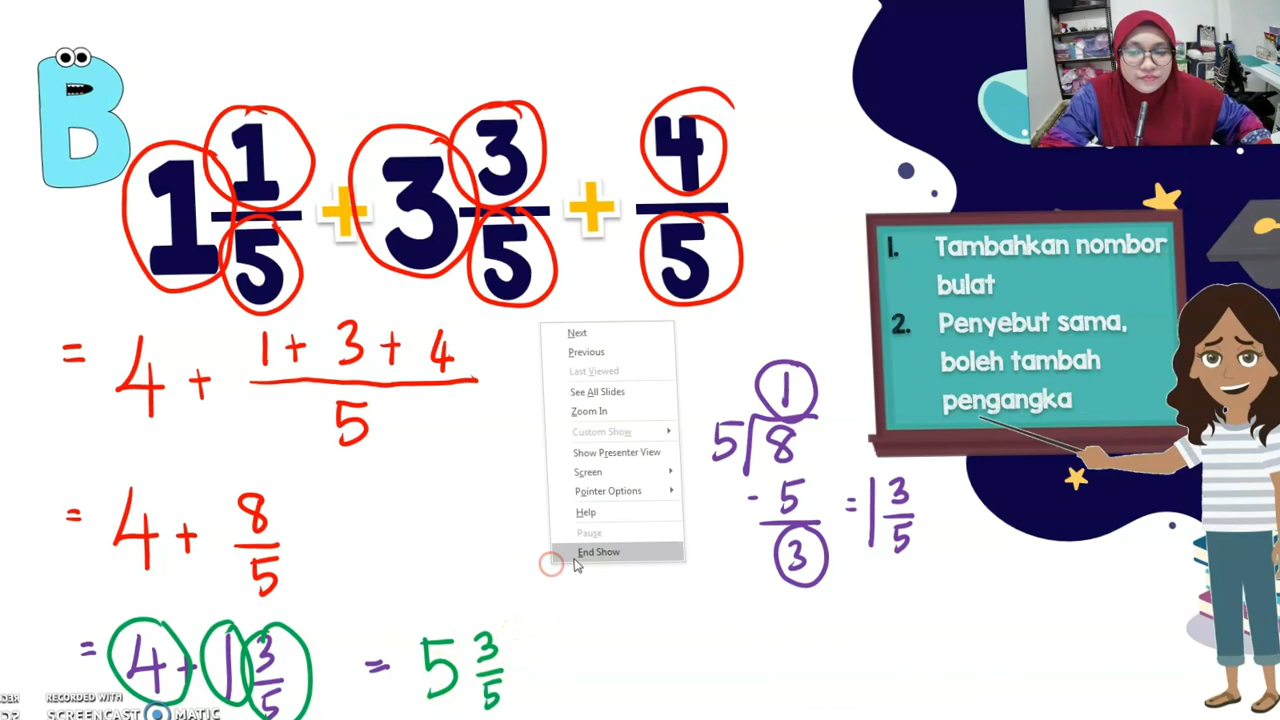 B
1 1/5 + 3 3/5 + 4/5
= 4 + (1 + 3 + 4)/5
= 4 + 8/5
= 4 + 1 3/5 = 5 3/5
1
5 8
- 5 = 1 3/5
3
1. Tambahkan nombor
bulat
2. Penyebut sama,
boleh tambah
pengangka
Next
Previous
Last Viewed
See All Slides
Zoom In
Custom Show
Show Presenter View
Screen
Pointer Options
Help
Pause
End Show
RECORDED WITH
SCREENCAST MATIC